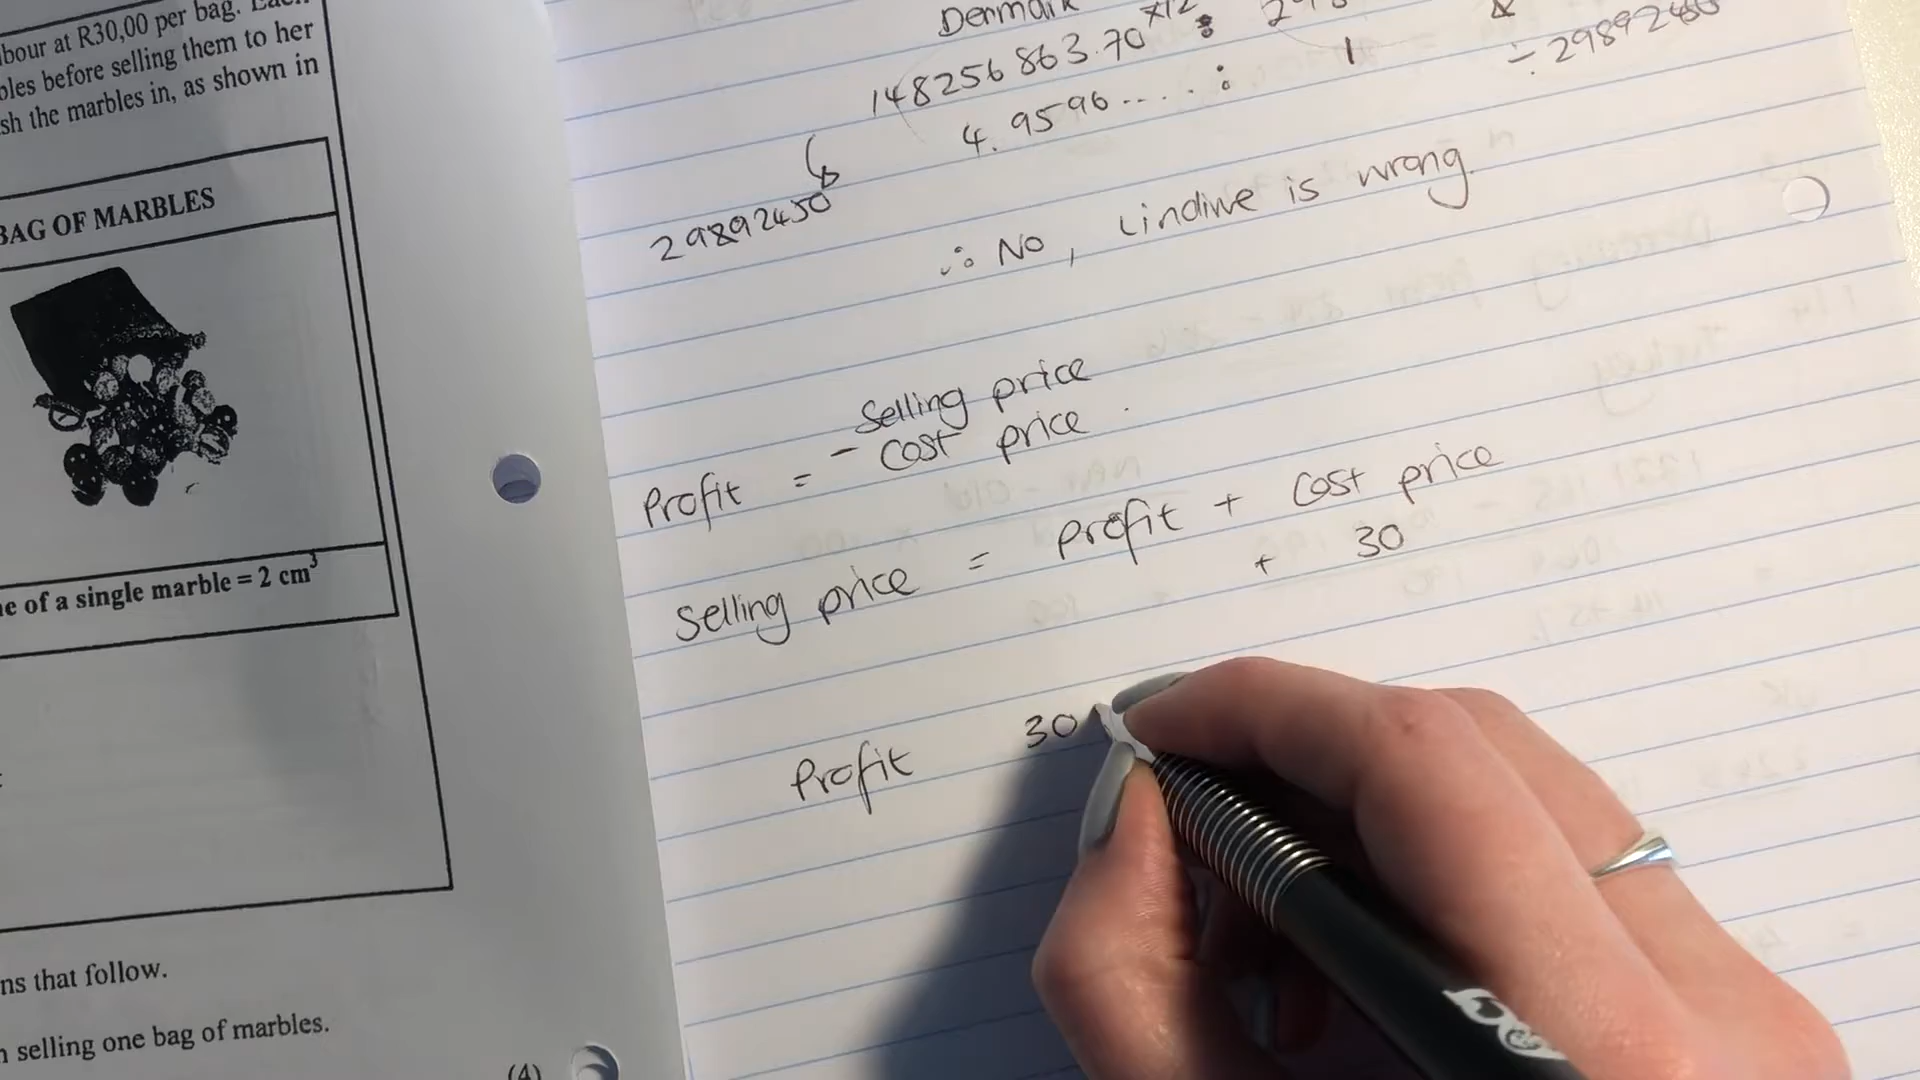 bour at R30,00 per bag.
bles before selling them to her
sh the marbles in, as shown in
BAG OF MARBLES
e of a single marble = 2 cm³
ns that follow.
selling one bag of marbles.
(4)
Denmark
148256863.70 x12 :
4.9596.... : 1
÷ 29892450
29892450
∴ No, Lindiwe is wrong.
Selling price
Profit = - Cost price
Selling price = profit + Cost price
+ 30
Profit 30